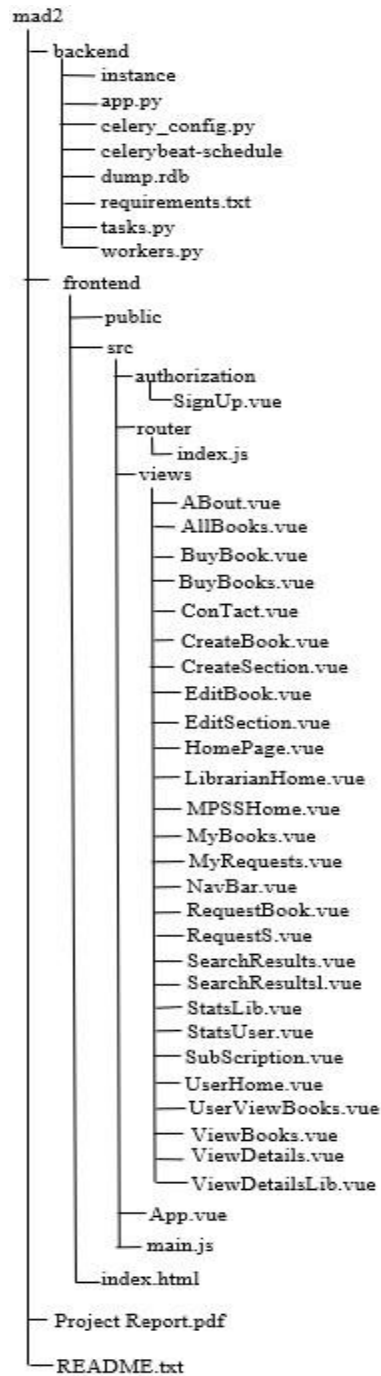 mad2
backend
instance
app.py
celery_config.py
celerybeat-schedule
dump.rdb
requirements.txt
tasks.py
workers.py
frontend
public
src
authorization
SignUp.vue
router
index.js
views
ABout.vue
AllBooks.vue
BuyBook.vue
BuyBooks.vue
ConTact.vue
CreateBook.vue
CreateSection.vue
EditBook.vue
EditSection.vue
HomePage.vue
LibrarianHome.vue
MPSSHome.vue
MyBooks.vue
MyRequests.vue
NavBar.vue
RequestBook.vue
RequestS.vue
SearchResults.vue
SearchResultsl.vue
StatsLib.vue
StatsUser.vue
SubScription.vue
UserHome.vue
UserViewBooks.vue
ViewBooks.vue
ViewDetails.vue
ViewDetailsLib.vue
App.vue
main.js
index.html
Project Report.pdf
README.txt